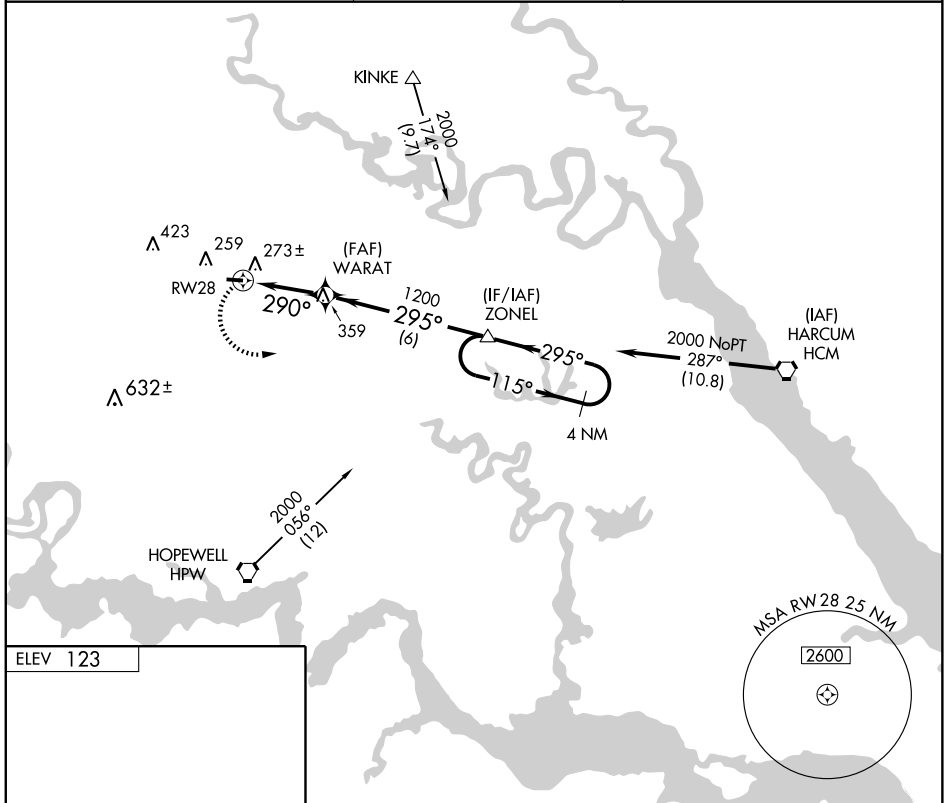 KINKE
2000
174°
(9.7)
423
259
273±
(FAF)
WARAT
RW28
290°
359
1200
295°
(6)
(IF/IAF)
ZONEL
295°
115°
4 NM
2000 NoPT
287°
(10.8)
(IAF)
HARCUM
HCM
632±
2000
056°
(12)
HOPEWELL
HPW
MSA RW28 25 NM
2600
ELEV 123